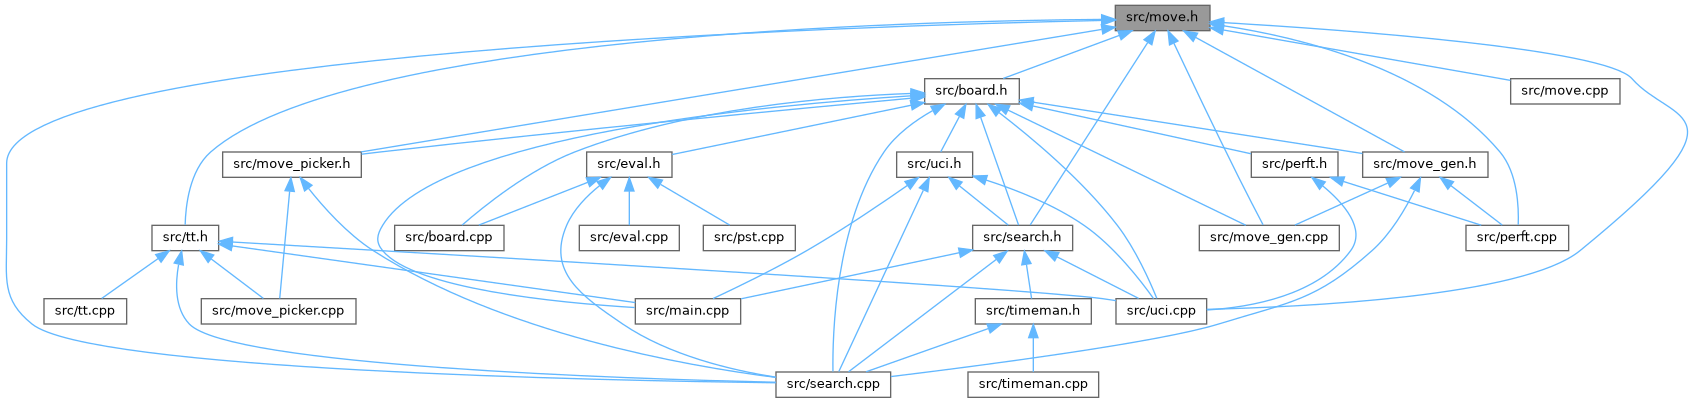 src/move.h
src/board.h
src/move.cpp
src/move_picker.h
src/eval.h
src/uci.h
src/perft.h
src/move_gen.h
src/tt.h
src/board.cpp
src/eval.cpp
src/pst.cpp
src/search.h
src/move_gen.cpp
src/perft.cpp
src/tt.cpp
src/move_picker.cpp
src/main.cpp
src/timeman.h
src/uci.cpp
src/search.cpp
src/timeman.cpp